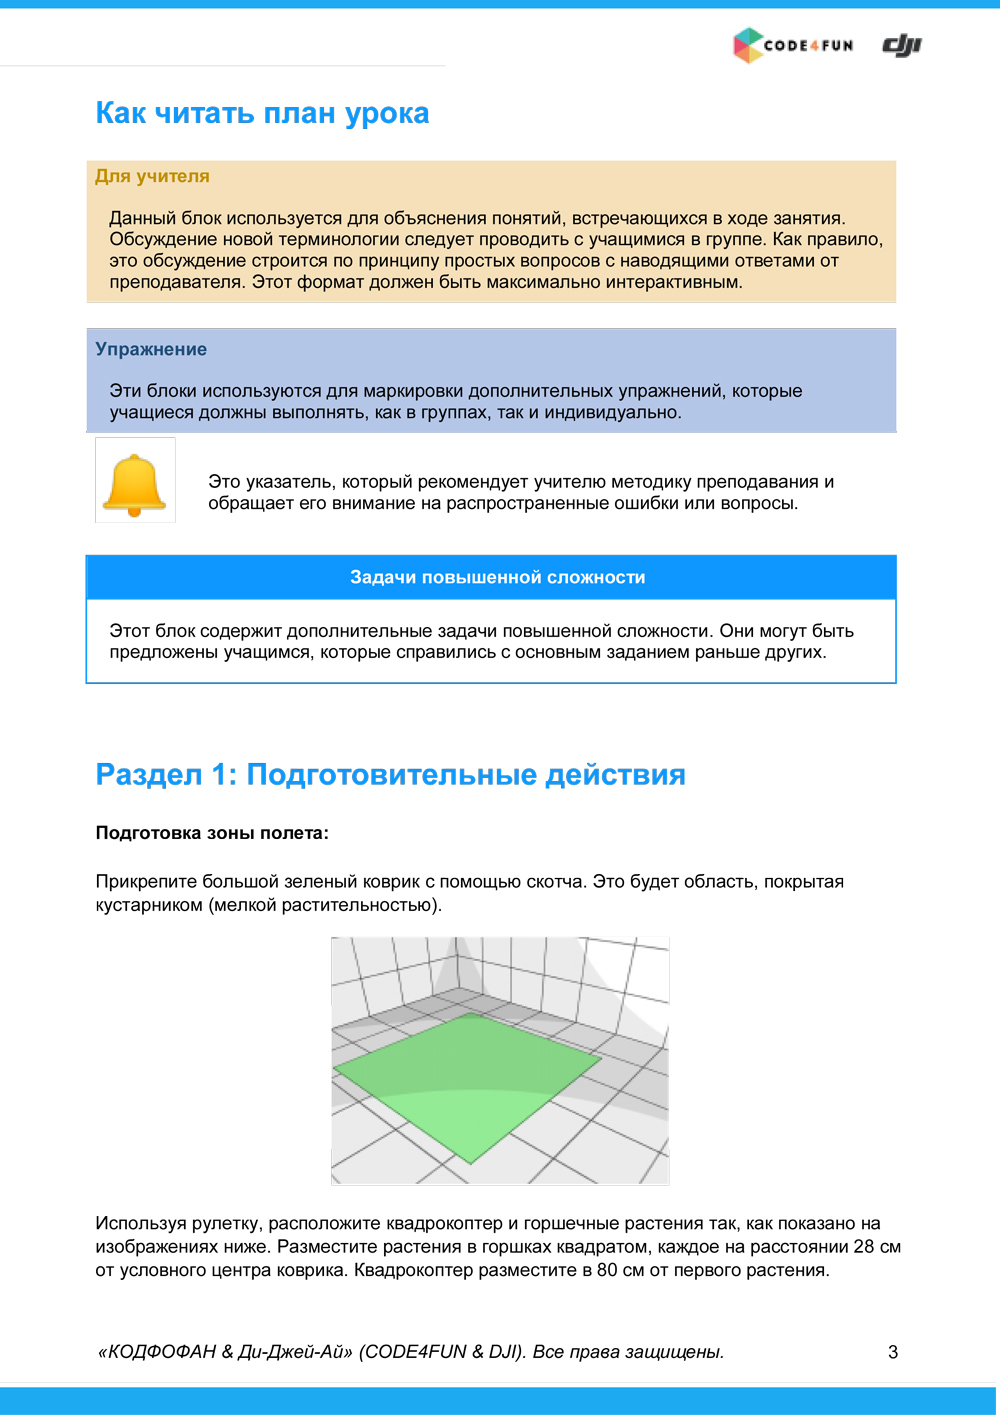 CODE4FUN dji
Как читать план урока
Для учителя
Данный блок используется для объяснения понятий, встречающихся в ходе занятия.
Обсуждение новой терминологии следует проводить с учащимися в группе. Как правило,
это обсуждение строится по принципу простых вопросов с наводящими ответами от
преподавателя. Этот формат должен быть максимально интерактивным.
Упражнение
Эти блоки используются для маркировки дополнительных упражнений, которые
учащиеся должны выполнять, как в группах, так и индивидуально.
Это указатель, который рекомендует учителю методику преподавания и
обращает его внимание на распространенные ошибки или вопросы.
Задачи повышенной сложности
Этот блок содержит дополнительные задачи повышенной сложности. Они могут быть
предложены учащимся, которые справились с основным заданием раньше других.
Раздел 1: Подготовительные действия
Подготовка зоны полета:
Прикрепите большой зеленый коврик с помощью скотча. Это будет область, покрытая
кустарником (мелкой растительностью).
Используя рулетку, расположите квадрокоптер и горшечные растения так, как показано на
изображениях ниже. Разместите растения в горшках квадратом, каждое на расстоянии 28 см
от условного центра коврика. Квадрокоптер разместите в 80 см от первого растения.
«КОДФОФАН & Ди-Джей-Ай» (CODE4FUN & DJI). Все права защищены. 3